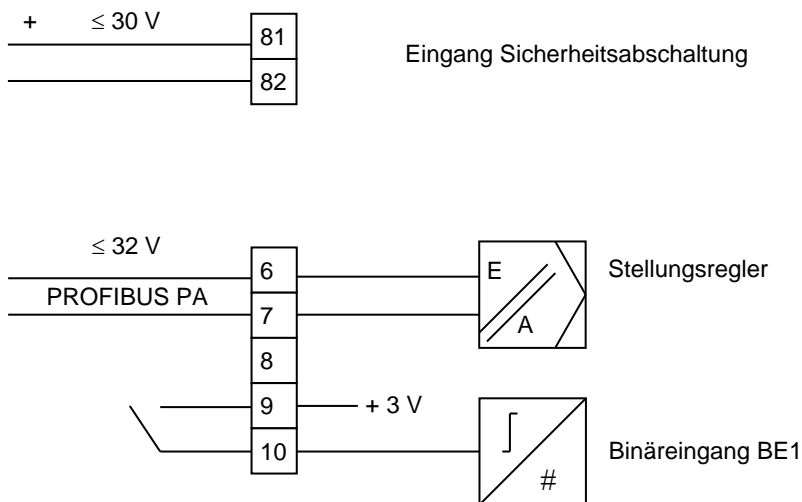 + ≤ 30 V
81
82
Eingang Sicherheitsabschaltung
≤ 32 V
PROFIBUS PA
6
7
8
9
10
E
A
Stellungsregler
+ 3 V
#
Binäreingang BE1